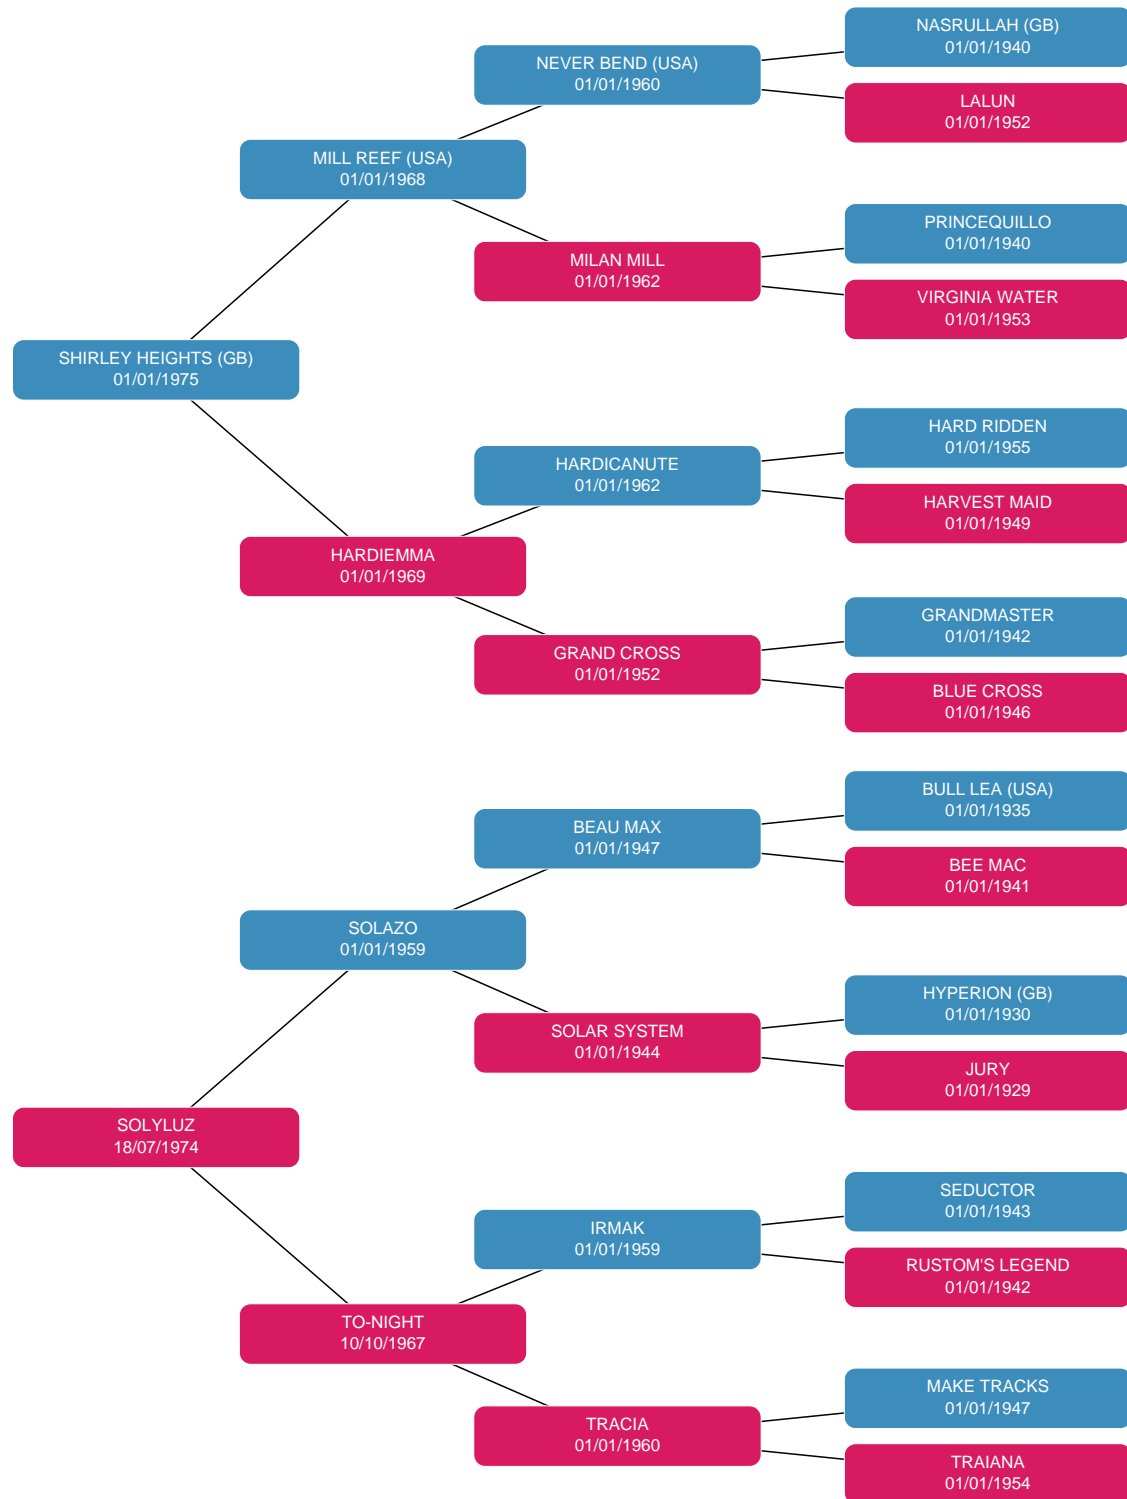 NASRULLAH (GB)
01/01/1940
NEVER BEND (USA)
01/01/1960
LALUN
01/01/1952
MILL REEF (USA)
01/01/1968
PRINCEQUILLO
01/01/1940
MILAN MILL
01/01/1962
VIRGINIA WATER
01/01/1953
SHIRLEY HEIGHTS (GB)
01/01/1975
HARD RIDDEN
01/01/1955
HARDICANUTE
01/01/1962
HARVEST MAID
01/01/1949
HARDIEMMA
01/01/1969
GRANDMASTER
01/01/1942
GRAND CROSS
01/01/1952
BLUE CROSS
01/01/1946
BULL LEA (USA)
01/01/1935
BEAU MAX
01/01/1947
BEE MAC
01/01/1941
SOLAZO
01/01/1959
HYPERION (GB)
01/01/1930
SOLAR SYSTEM
01/01/1944
JURY
01/01/1929
SOLYLUZ
18/07/1974
SEDUCTOR
01/01/1943
IRMAK
01/01/1959
RUSTOM'S LEGEND
01/01/1942
TO-NIGHT
10/10/1967
MAKE TRACKS
01/01/1947
TRACIA
01/01/1960
TRAIANA
01/01/1954